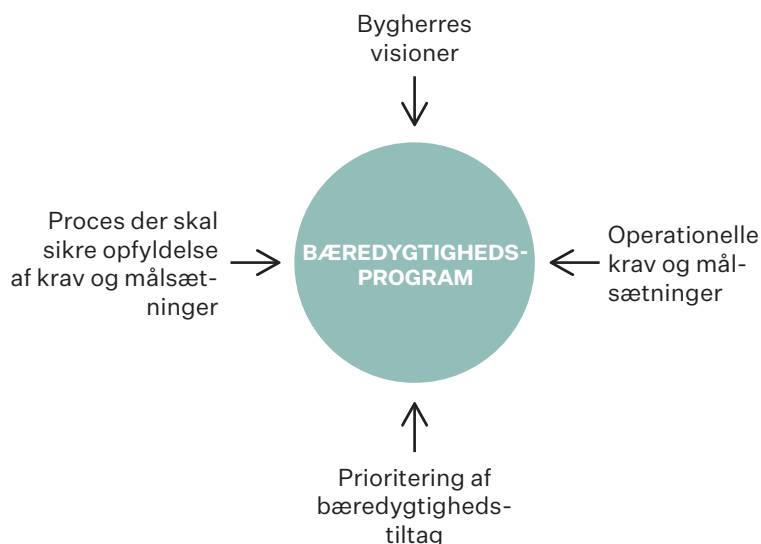 Bygherres
visioner
Proces der skal
sikre opfyldelse
af krav og målsæt-
ninger
BÆREDYGTIGHEDS-
PROGRAM
Operationelle
krav og mål-
sætninger
Prioritering af
bæredygtigheds-
tiltag